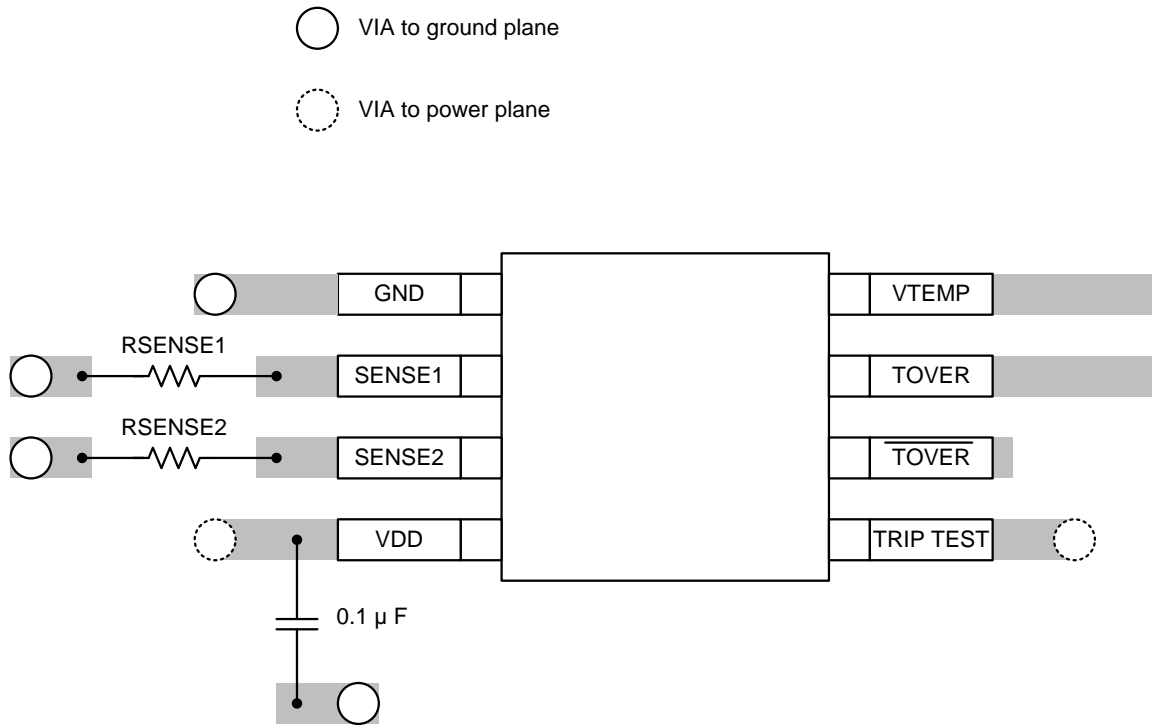 VIA to ground plane
VIA to power plane
GND
VTEMP
RSENSE1
SENSE1
TOVER
RSENSE2
SENSE2
T̅O̅V̅E̅R̅
VDD
TRIP TEST
0.1 µ F